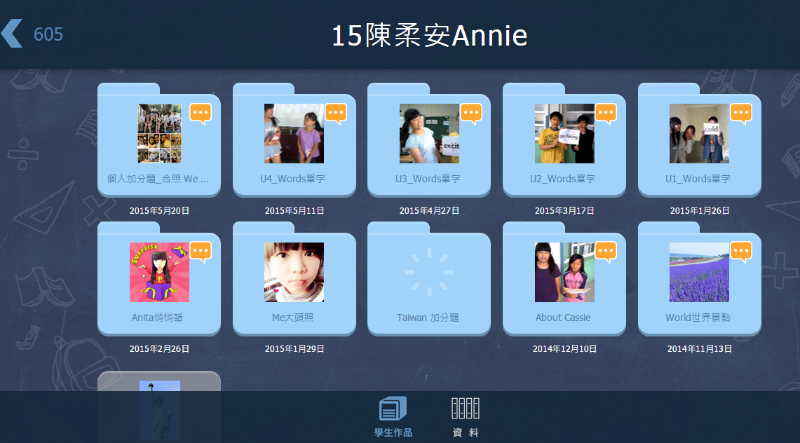 605
15陳柔安Annie
個人加分題_合照 We ...
U4_Words單字
U3_Words單字
U2_Words單字
U1_Words單字
excit
cold
2015年5月20日
2015年5月11日
2015年4月27日
2015年3月17日
2015年1月26日
Anita悄悄話
Me大頭照
Taiwan 加分題
About Cassie
World世界景點
2015年2月26日
2015年1月29日
2014年12月10日
2014年11月13日
學生作品
資 料